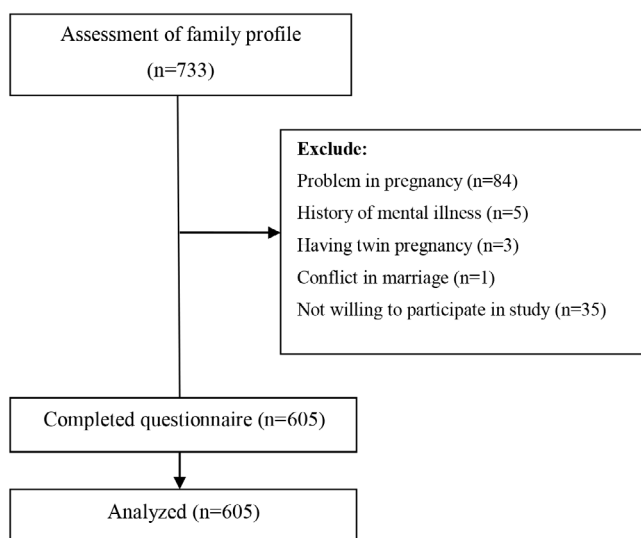 Assessment of family profile
(n=733)
Exclude:
Problem in pregnancy (n=84)
History of mental illness (n=5)
Having twin pregnancy (n=3)
Conflict in marriage (n=1)
Not willing to participate in study (n=35)
Completed questionnaire (n=605)
Analyzed (n=605)